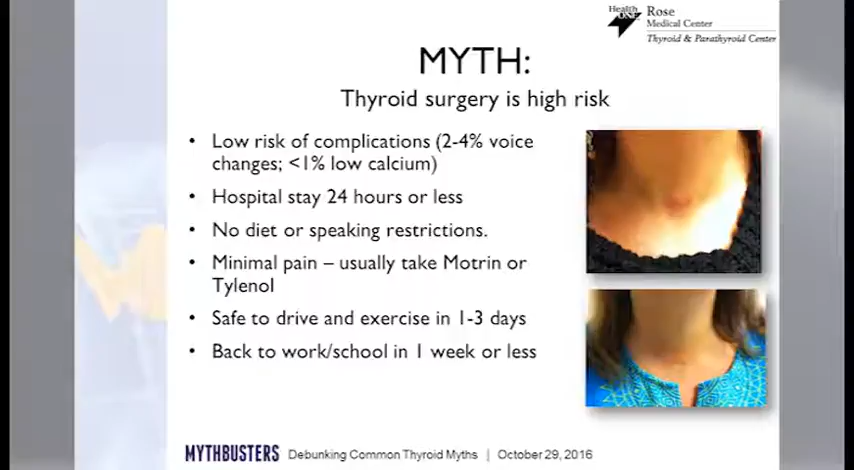 Health
ONE
Rose
Medical Center
Thyroid & Parathyroid Center
MYTH:
Thyroid surgery is high risk
• Low risk of complications (2-4% voice
changes; <1% low calcium)
• Hospital stay 24 hours or less
• No diet or speaking restrictions.
• Minimal pain – usually take Motrin or
Tylenol
• Safe to drive and exercise in 1-3 days
• Back to work/school in 1 week or less
MYTHBUSTERS Debunking Common Thyroid Myths | October 29, 2016